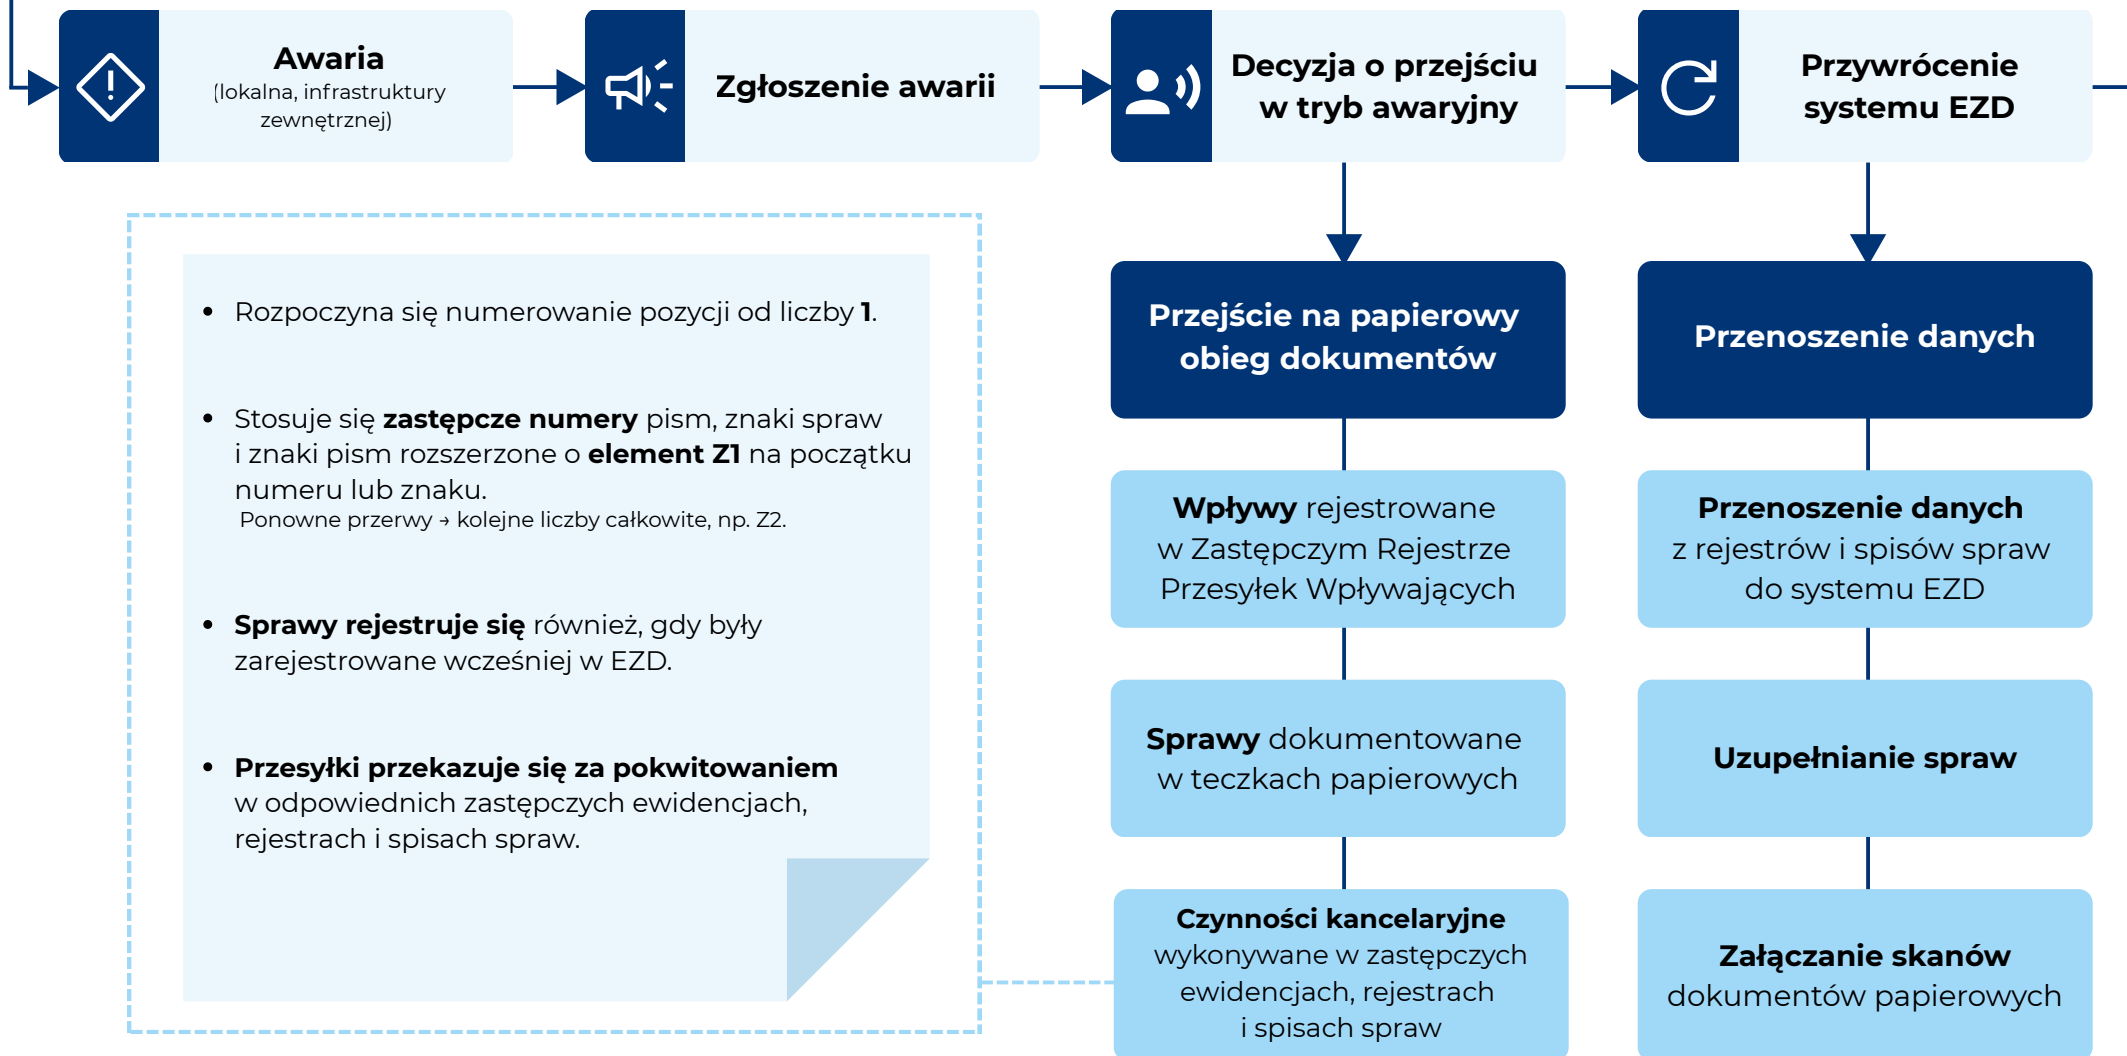 Awaria
(lokalna, infrastruktury
zewnętrznej)
Zgłoszenie awarii
Decyzja o przejściu
w tryb awaryjny
Przywrócenie
systemu EZD
• Rozpoczyna się numerowanie pozycji od liczby 1.
• Stosuje się zastępcze numery pism, znaki spraw
i znaki pism rozszerzone o element Z1 na początku
numeru lub znaku.
Ponowne przerwy → kolejne liczby całkowite, np. Z2.
• Sprawy rejestruje się również, gdy były
zarejestrowane wcześniej w EZD.
• Przesyłki przekazuje się za pokwitowaniem
w odpowiednich zastępczych ewidencjach,
rejestrach i spisach spraw.
Przejście na papierowy
obieg dokumentów
Wpływy rejestrowane
w Zastępczym Rejestrze
Przesyłek Wpływających
Sprawy dokumentowane
w teczkach papierowych
Czynności kancelaryjne
wykonywane w zastępczych
ewidencjach, rejestrach
i spisach spraw
Przenoszenie danych
Przenoszenie danych
z rejestrów i spisów spraw
do systemu EZD
Uzupełnianie spraw
Załączanie skanów
dokumentów papierowych